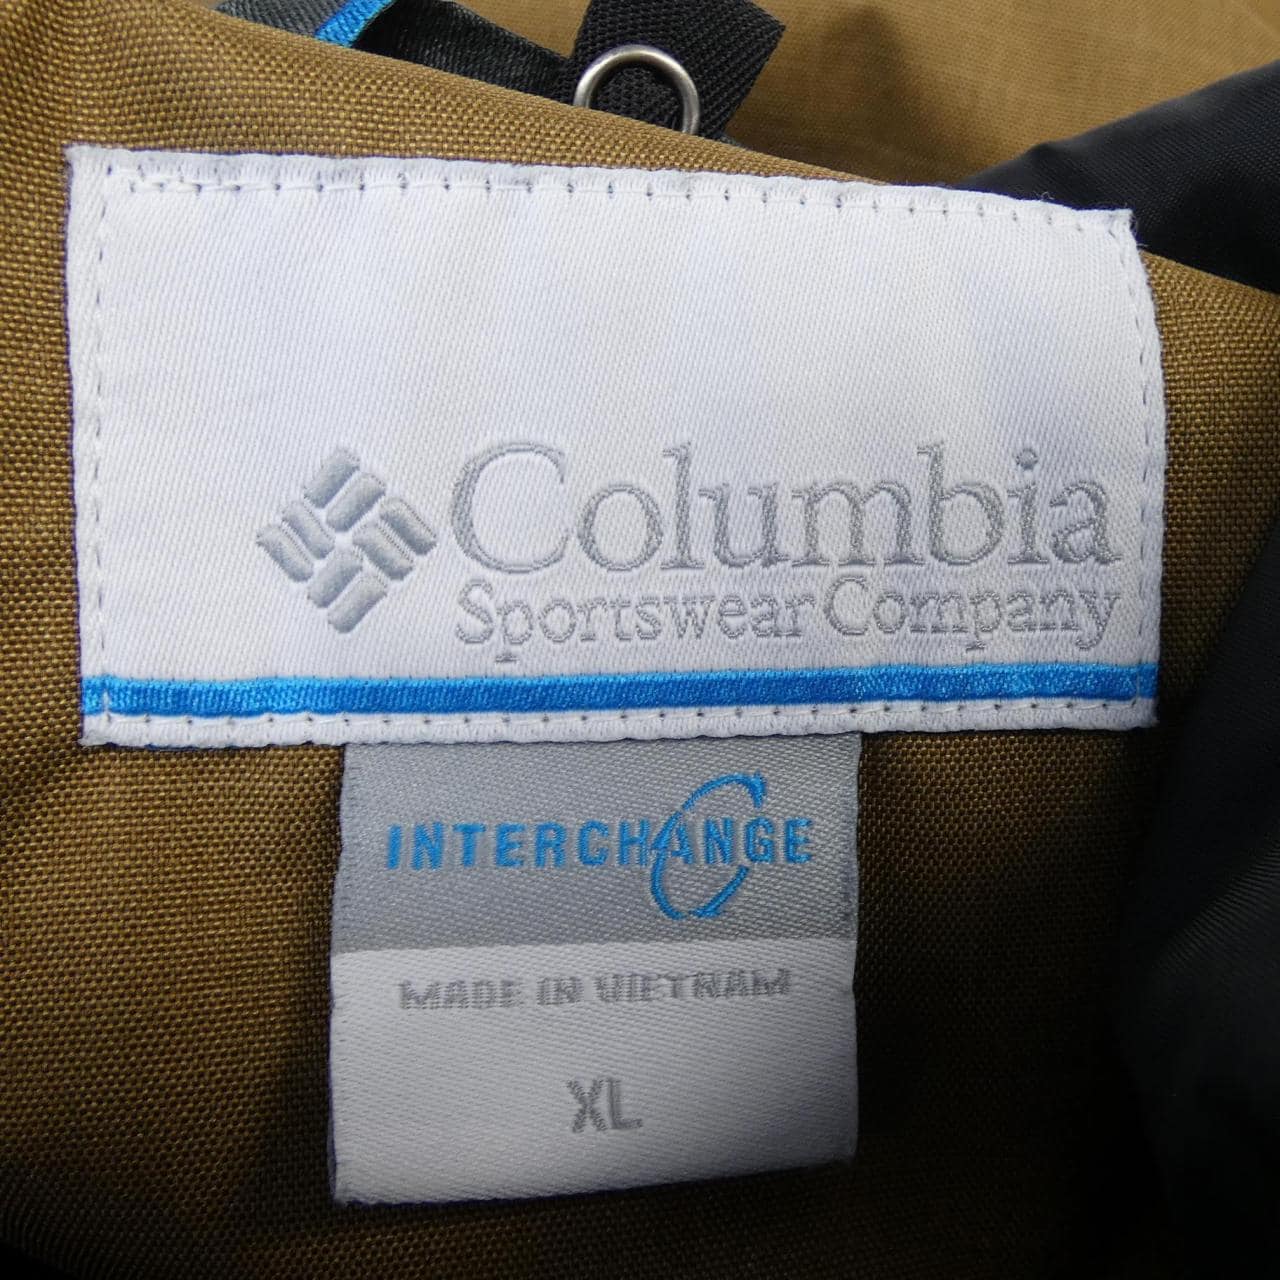 Columbia
Sportswear Company
INTERCHANGE
MADE IN VIETNAM
XL